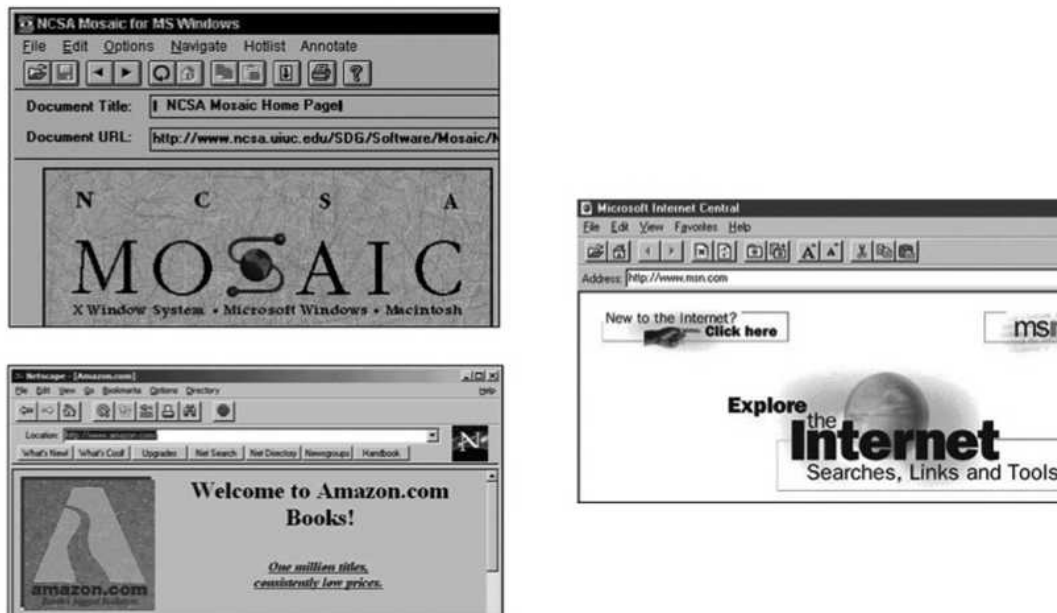 NCSA Mosaic for MS Windows
File Edit Options Navigate Hotlist Annotate
Document Title: NCSA Mosaic Home Page
Document URL: http://www.ncsa.uiuc.edu/SDG/Software/Mosaic/N
N C S A
MOSAIC
X Window System • Microsoft Windows • Macintosh
Netscape - [Amazon.com]
File Edit View Go Bookmarks Options Directory Help
Location: http://www.amazon.com/
What's New! What's Cool! Upgrades Net Search Net Directory Newsgroups Handbook
N
Welcome to Amazon.com
Books!
One million titles,
consistently low prices.
amazon.com
Microsoft Internet Central
File Edit View Favorites Help
Address: http://www.msn.com
New to the Internet?
Click here
msn
Explore
the
Internet
Searches, Links and Tools